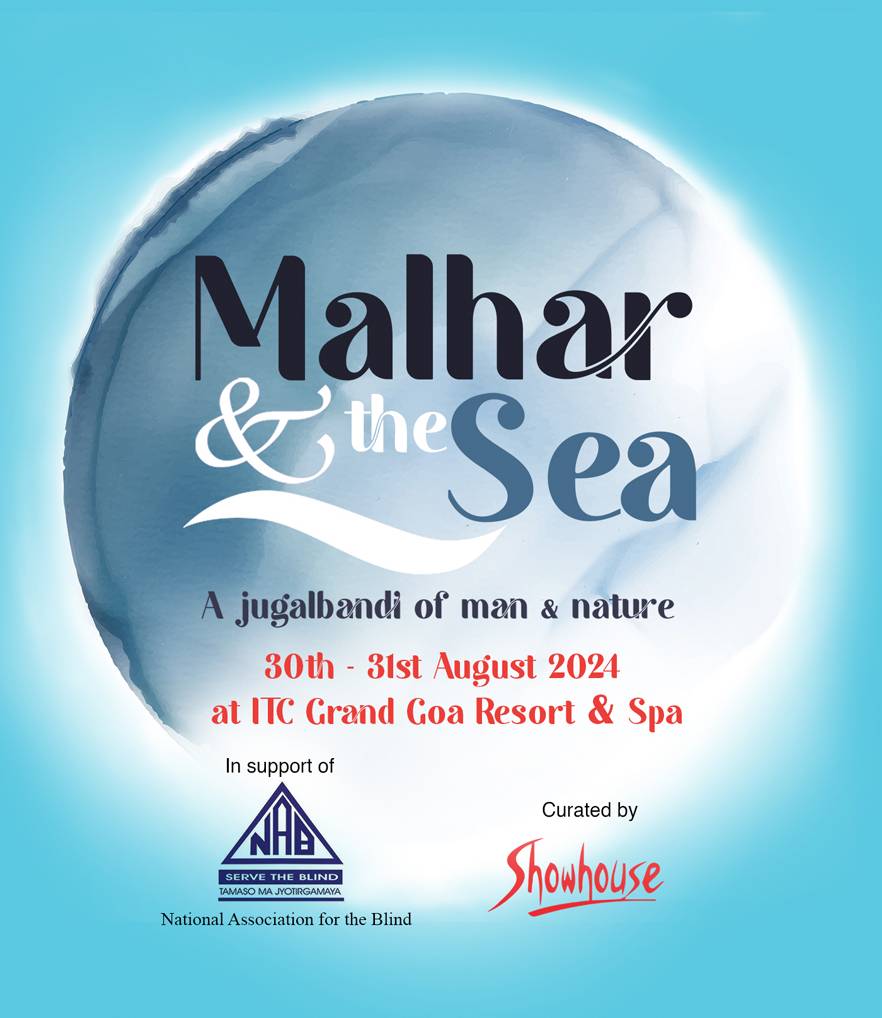 Malhar
& the Sea
A jugalbandi of man & nature
30th - 31st August 2024
at ITC Grand Goa Resort & Spa
In support of
NAB
SERVE THE BLIND
TAMASO MA JYOTIRGAMAYA
National Association for the Blind
Curated by
Showhouse